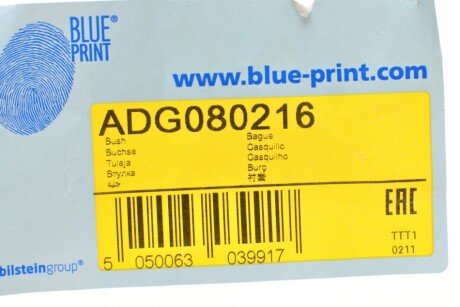 BLUE
PRINT
®
www.blue-print.com
ADG080216
Bush
Buchse
Tuleja
Втулка
جلبة
Bague
Casquillo
Casquilho
Burç
衬套
EAC
TTT1
0211
5 050063 039917
bilsteingroup®